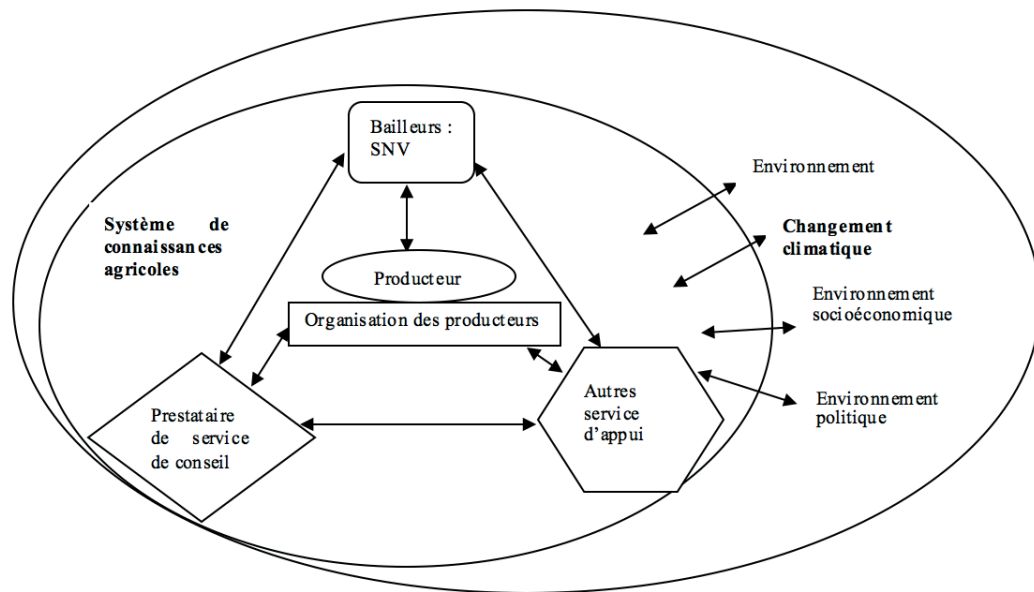 Bailleurs :
SNV
Environnement
Système de
connaissances
agricoles
Changement
climatique
Producteur
Organisation des producteurs
Environnement
socioéconomique
Prestataire
de service
de conseil
Autres
service
d'appui
Environnement
politique